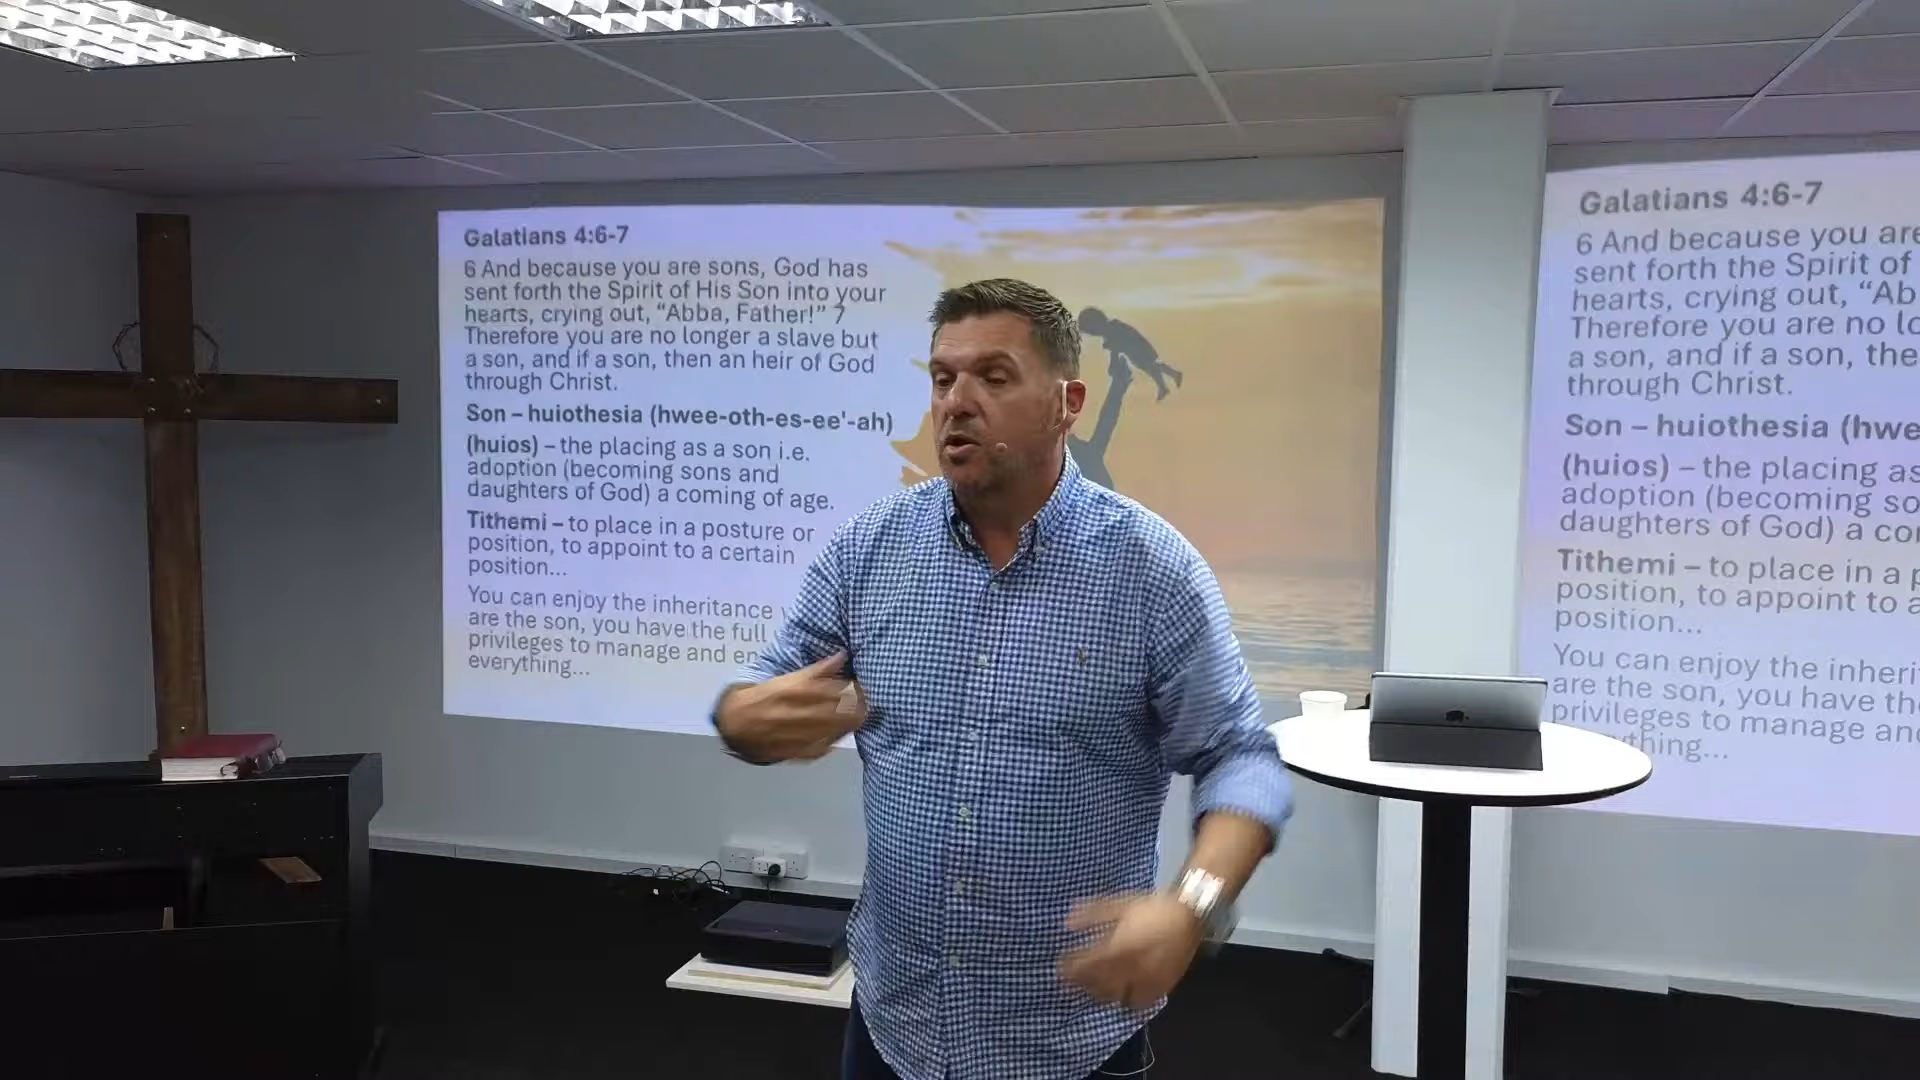 Galatians 4:6-7
6 And because you are sons, God has
sent forth the Spirit of His Son into your
hearts, crying out, “Abba, Father!” 7
Therefore you are no longer a slave but
a son, and if a son, then an heir of God
through Christ.
Son – huiothesia (hwee-oth-es-ee'-ah)
(huios) – the placing as a son i.e.
adoption (becoming sons and
daughters of God) a coming of age.
Tithemi – to place in a posture or
position, to appoint to a certain
position...
You can enjoy the inheritance
are the son, you have the full
privileges to manage and
everything...
Galatians 4:6-7
6 And because you are
sent forth the Spirit of
hearts, crying out,
Therefore you are no
a son, and if a son,
through Christ.
Son – huiothesia
(huios) – the placing
adoption (becoming
daughters of God) a
Tithemi – to place in a
position, to appoint to
position...
You can enjoy the
are the son, you have
privileges to manage